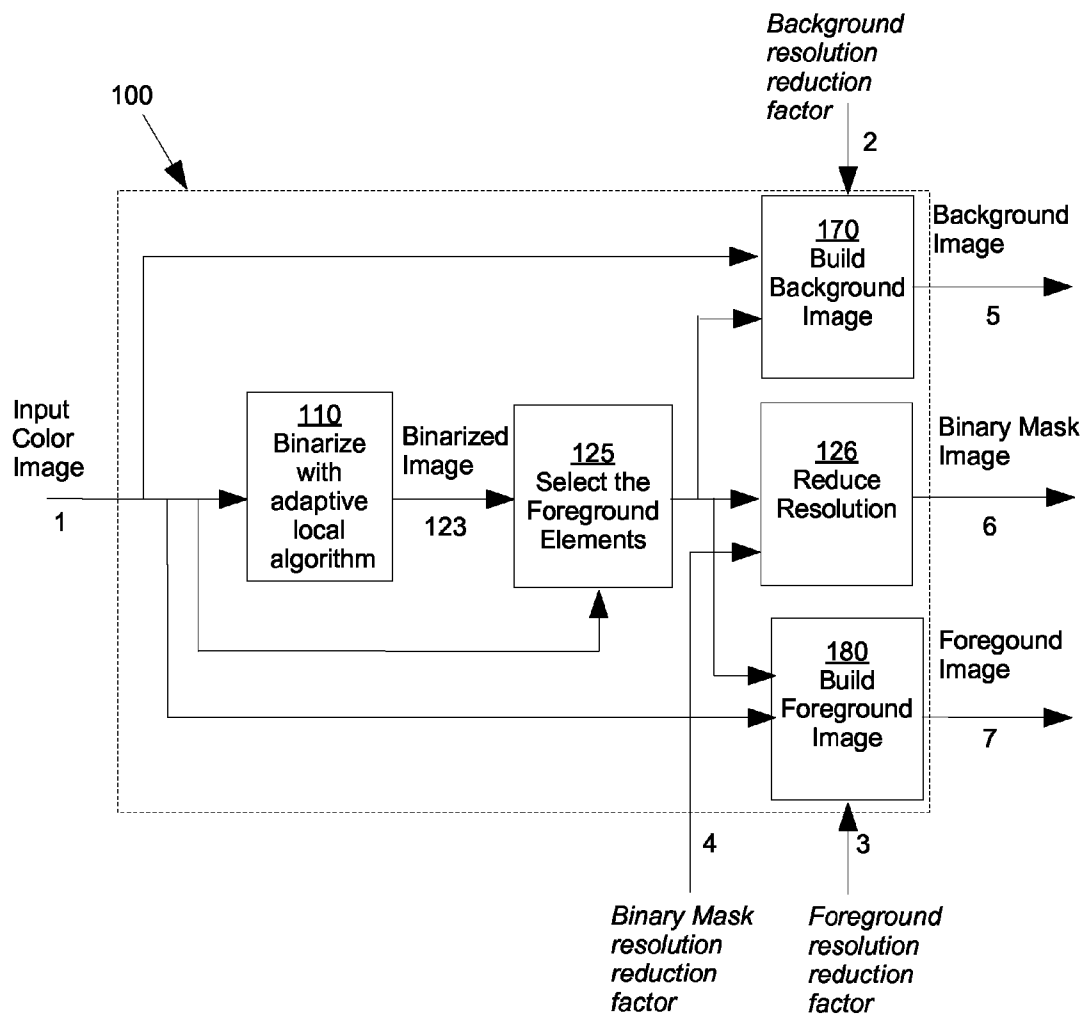 Background
resolution
reduction
factor
100
2
170
Build
Background
Image
Background
Image
5
Input
Color
Image
1
110
Binarize
with
adaptive
local
algorithm
Binarized
Image
123
125
Select the
Foreground
Elements
126
Reduce
Resolution
Binary Mask
Image
6
180
Build
Foreground
Image
Foregound
Image
7
4
3
Binary Mask
resolution
reduction
factor
Foreground
resolution
reduction
factor